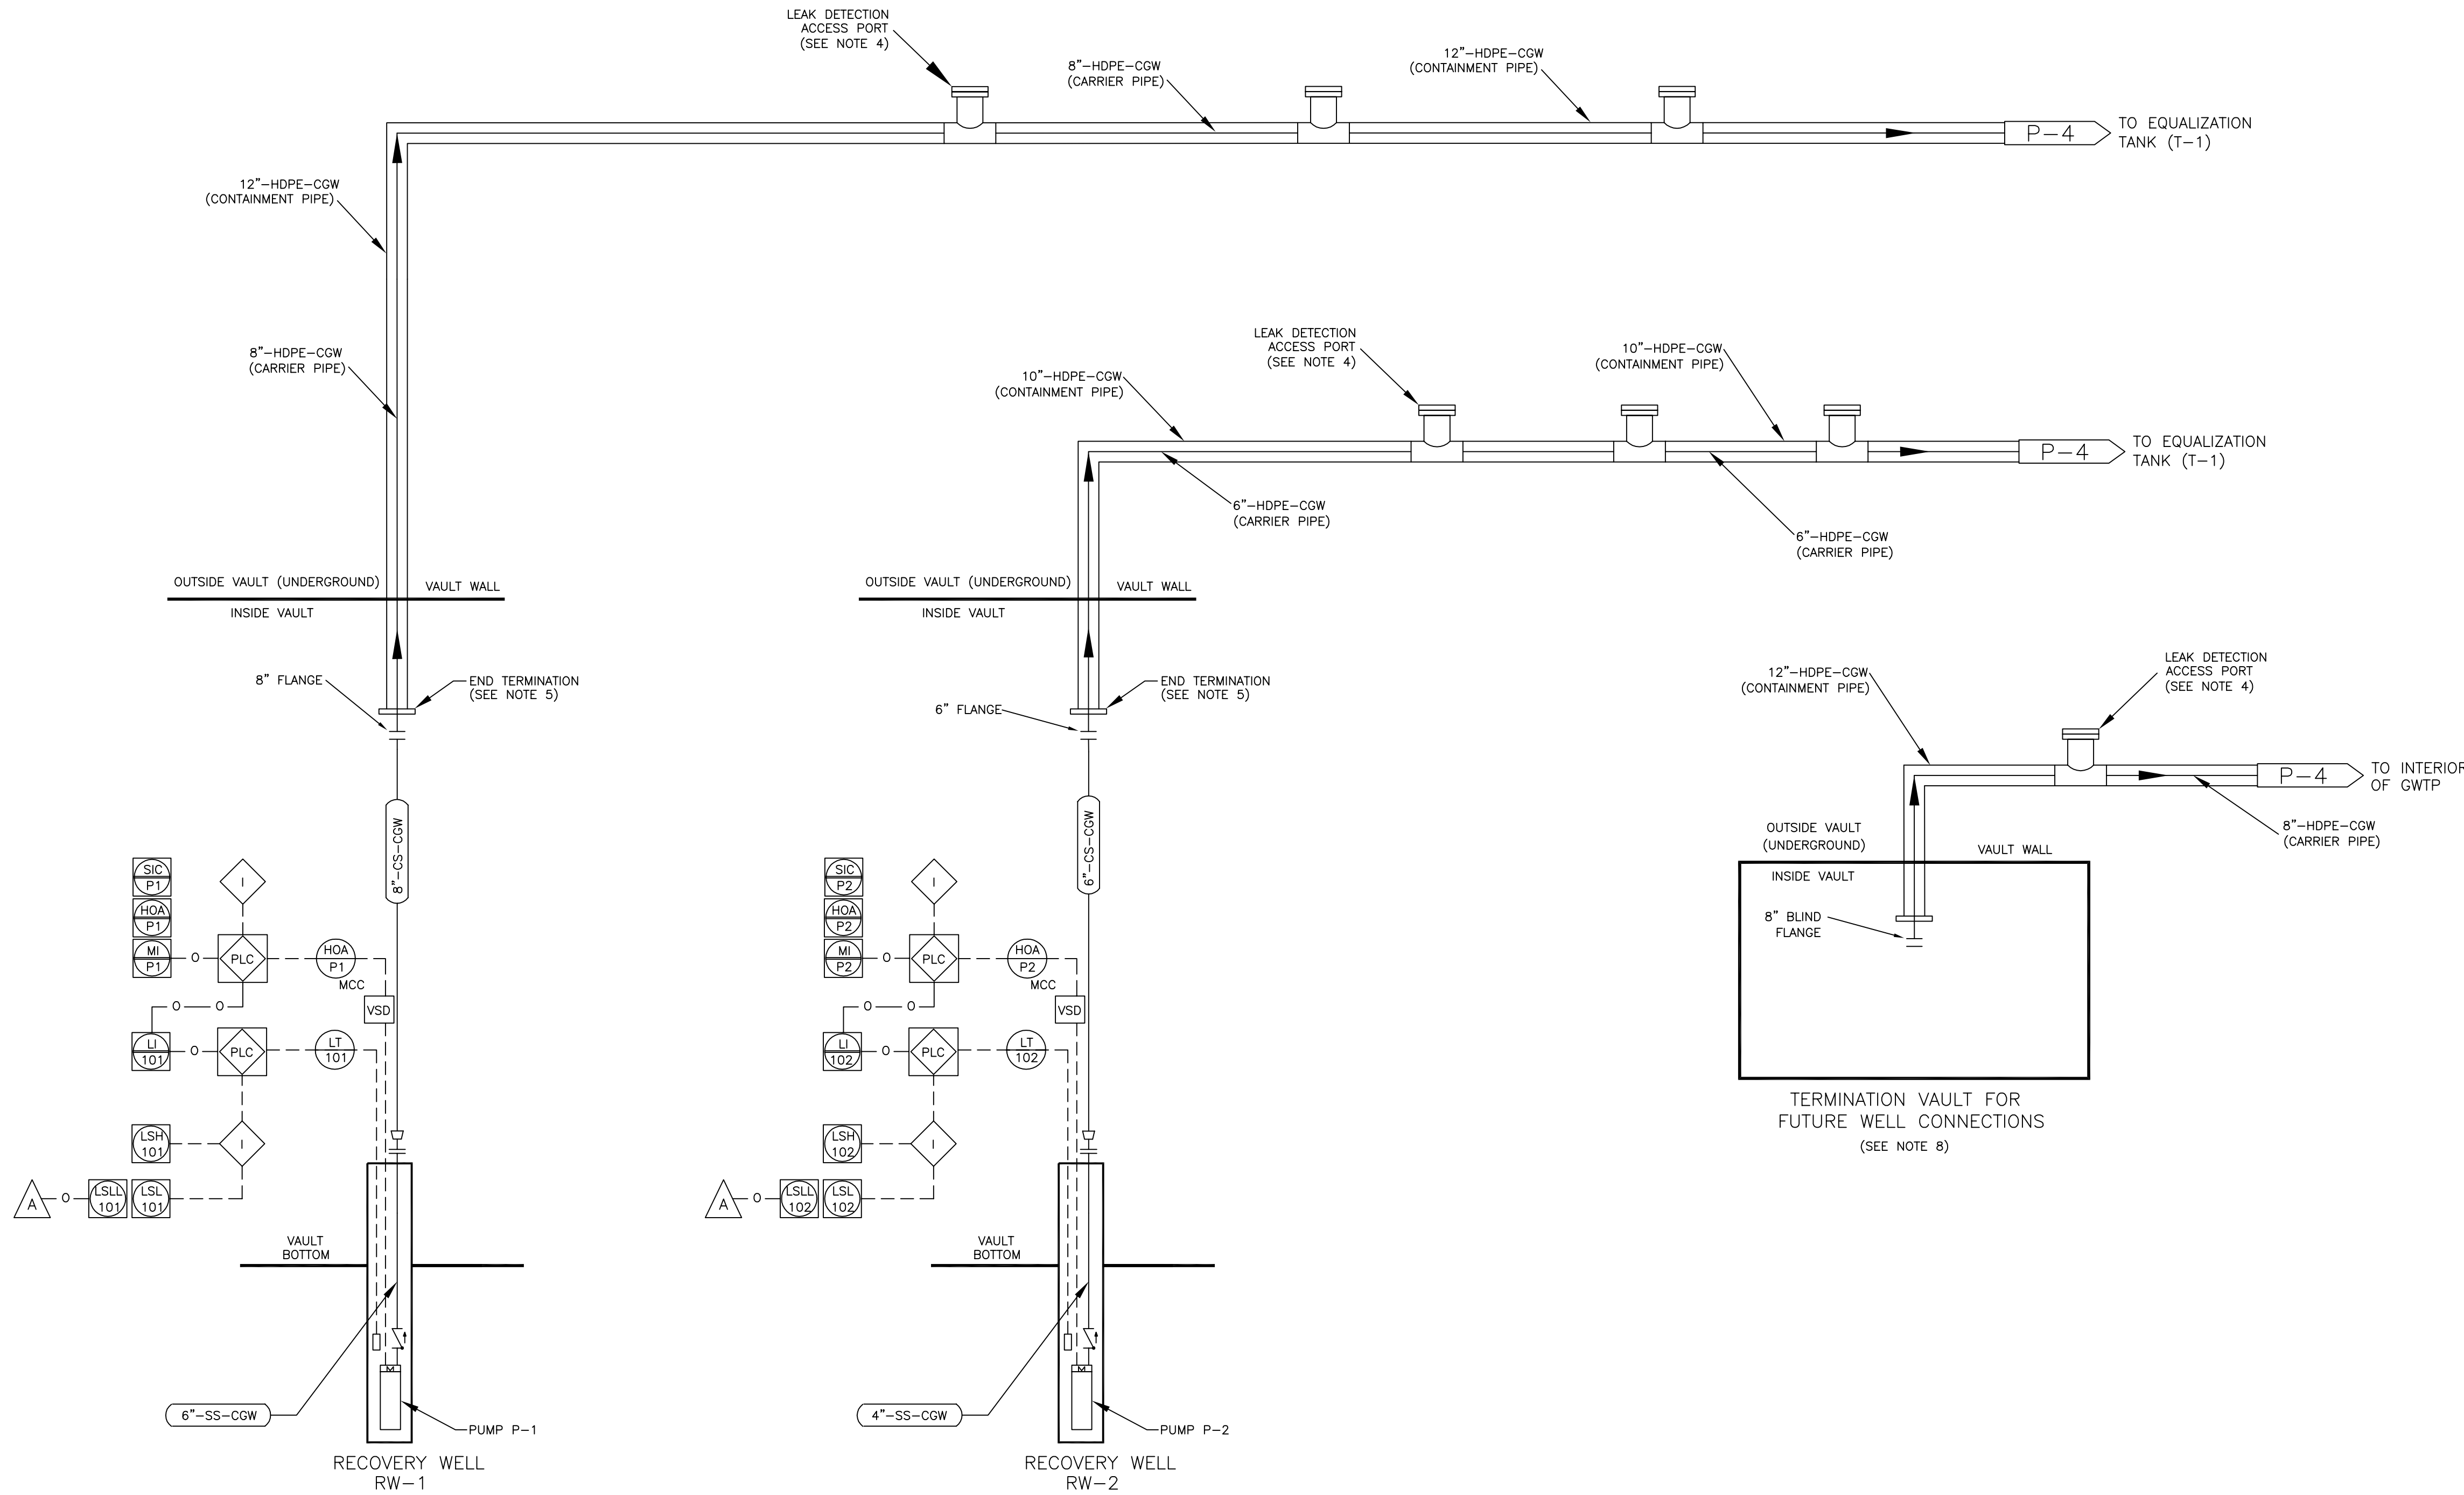 LEAK DETECTION
ACCESS PORT
(SEE NOTE 4)
8”-HDPE-CGW
(CARRIER PIPE)
12”-HDPE-CGW
(CONTAINMENT PIPE)
P-4
TO EQUALIZATION
TANK (T-1)
12”-HDPE-CGW
(CONTAINMENT PIPE)
8”-HDPE-CGW
(CARRIER PIPE)
LEAK DETECTION
ACCESS PORT
(SEE NOTE 4)
10”-HDPE-CGW
(CONTAINMENT PIPE)
10”-HDPE-CGW
(CONTAINMENT PIPE)
P-4
TO EQUALIZATION
TANK (T-1)
6”-HDPE-CGW
(CARRIER PIPE)
6”-HDPE-CGW
(CARRIER PIPE)
OUTSIDE VAULT (UNDERGROUND)
VAULT WALL
INSIDE VAULT
OUTSIDE VAULT (UNDERGROUND)
VAULT WALL
INSIDE VAULT
8” FLANGE
END TERMINATION
(SEE NOTE 5)
6” FLANGE
END TERMINATION
(SEE NOTE 5)
12”-HDPE-CGW
(CONTAINMENT PIPE)
LEAK DETECTION
ACCESS PORT
(SEE NOTE 4)
P-4
TO INTERIOR
OF GWTP
8”-HDPE-CGW
(CARRIER PIPE)
OUTSIDE VAULT
(UNDERGROUND)
VAULT WALL
INSIDE VAULT
8” BLIND
FLANGE
TERMINATION VAULT FOR
FUTURE WELL CONNECTIONS
(SEE NOTE 8)
8”-CS-CGW
SIC
P1
I
HOA
P1
MI
P1
O
PLC
HOA
P1
MCC
O
O
VSD
LI
101
O
PLC
LT
101
LSH
101
I
A
O
LSLL
101
LSL
101
VAULT
BOTTOM
M
6”-SS-CGW
PUMP P-1
RECOVERY WELL
RW-1
6”-CS-CGW
SIC
P2
I
HOA
P2
MI
P2
O
PLC
HOA
P2
MCC
O
O
VSD
LI
102
O
PLC
LT
102
LSH
102
I
A
O
LSLL
102
LSL
102
VAULT
BOTTOM
M
4”-SS-CGW
PUMP P-2
RECOVERY WELL
RW-2